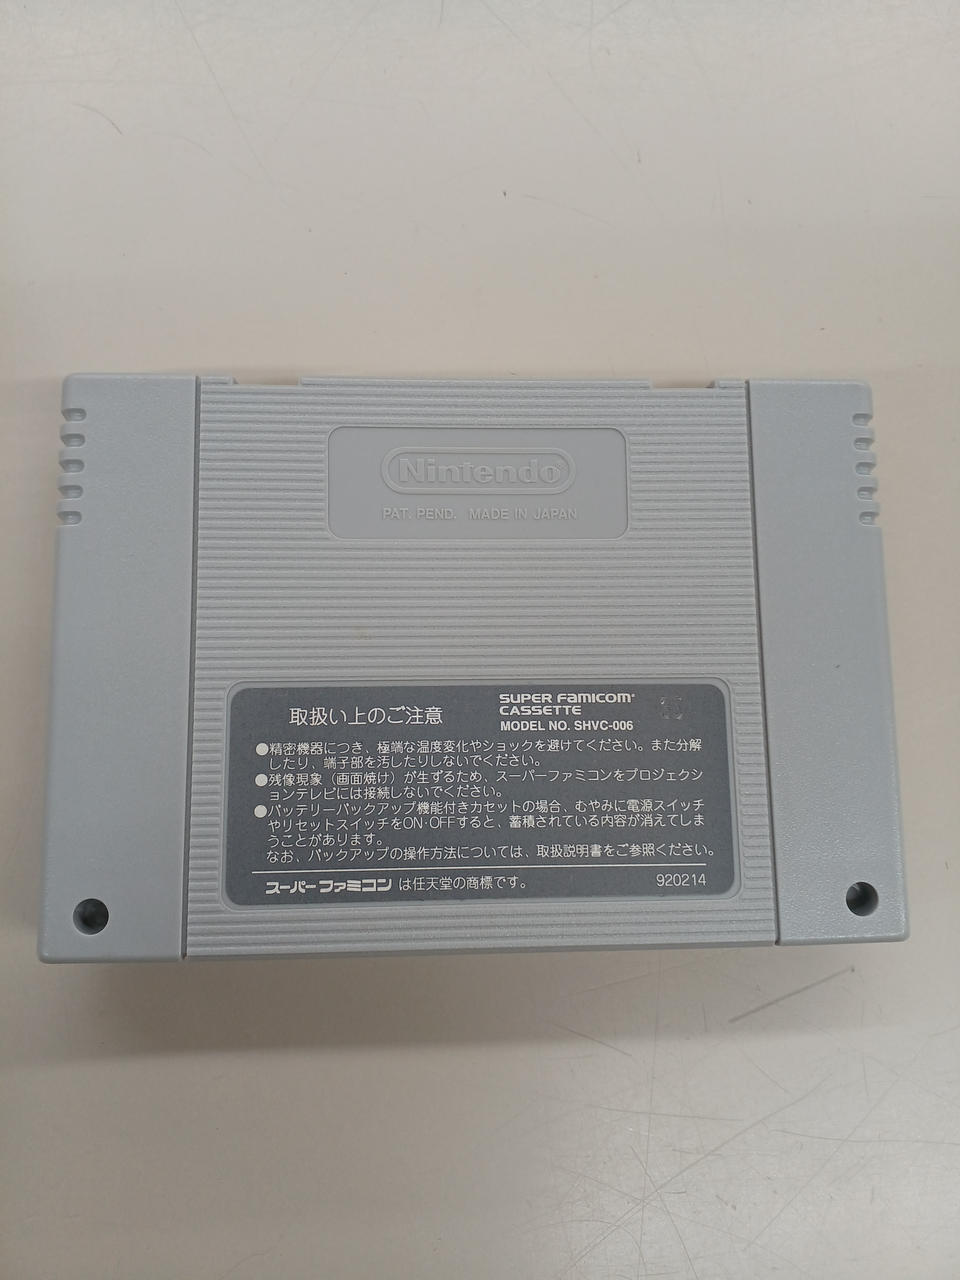 Nintendo
PAT. PEND. MADE IN JAPAN
取扱い上のご注意
SUPER FAMICOM
CASSETTE
MODEL NO. SHVC-006
●精密機器につき、極端な温度変化やショックを避けてください。また分解
したり、端子部を汚したりしないでください。
●残像現象（画面焼け）が生ずるため、スーパーファミコンをプロジェクシ
ョンテレビには接続しないでください。
●バッテリーバックアップ機能付きカセットの場合、むやみに電源スイッチ
やリセットスイッチをON・OFFすると、蓄積されている内容が消えてしま
うことがあります。
なお、バックアップの操作方法については、取扱説明書をご参照ください。
スーパーファミコン は任天堂の商標です。
920214